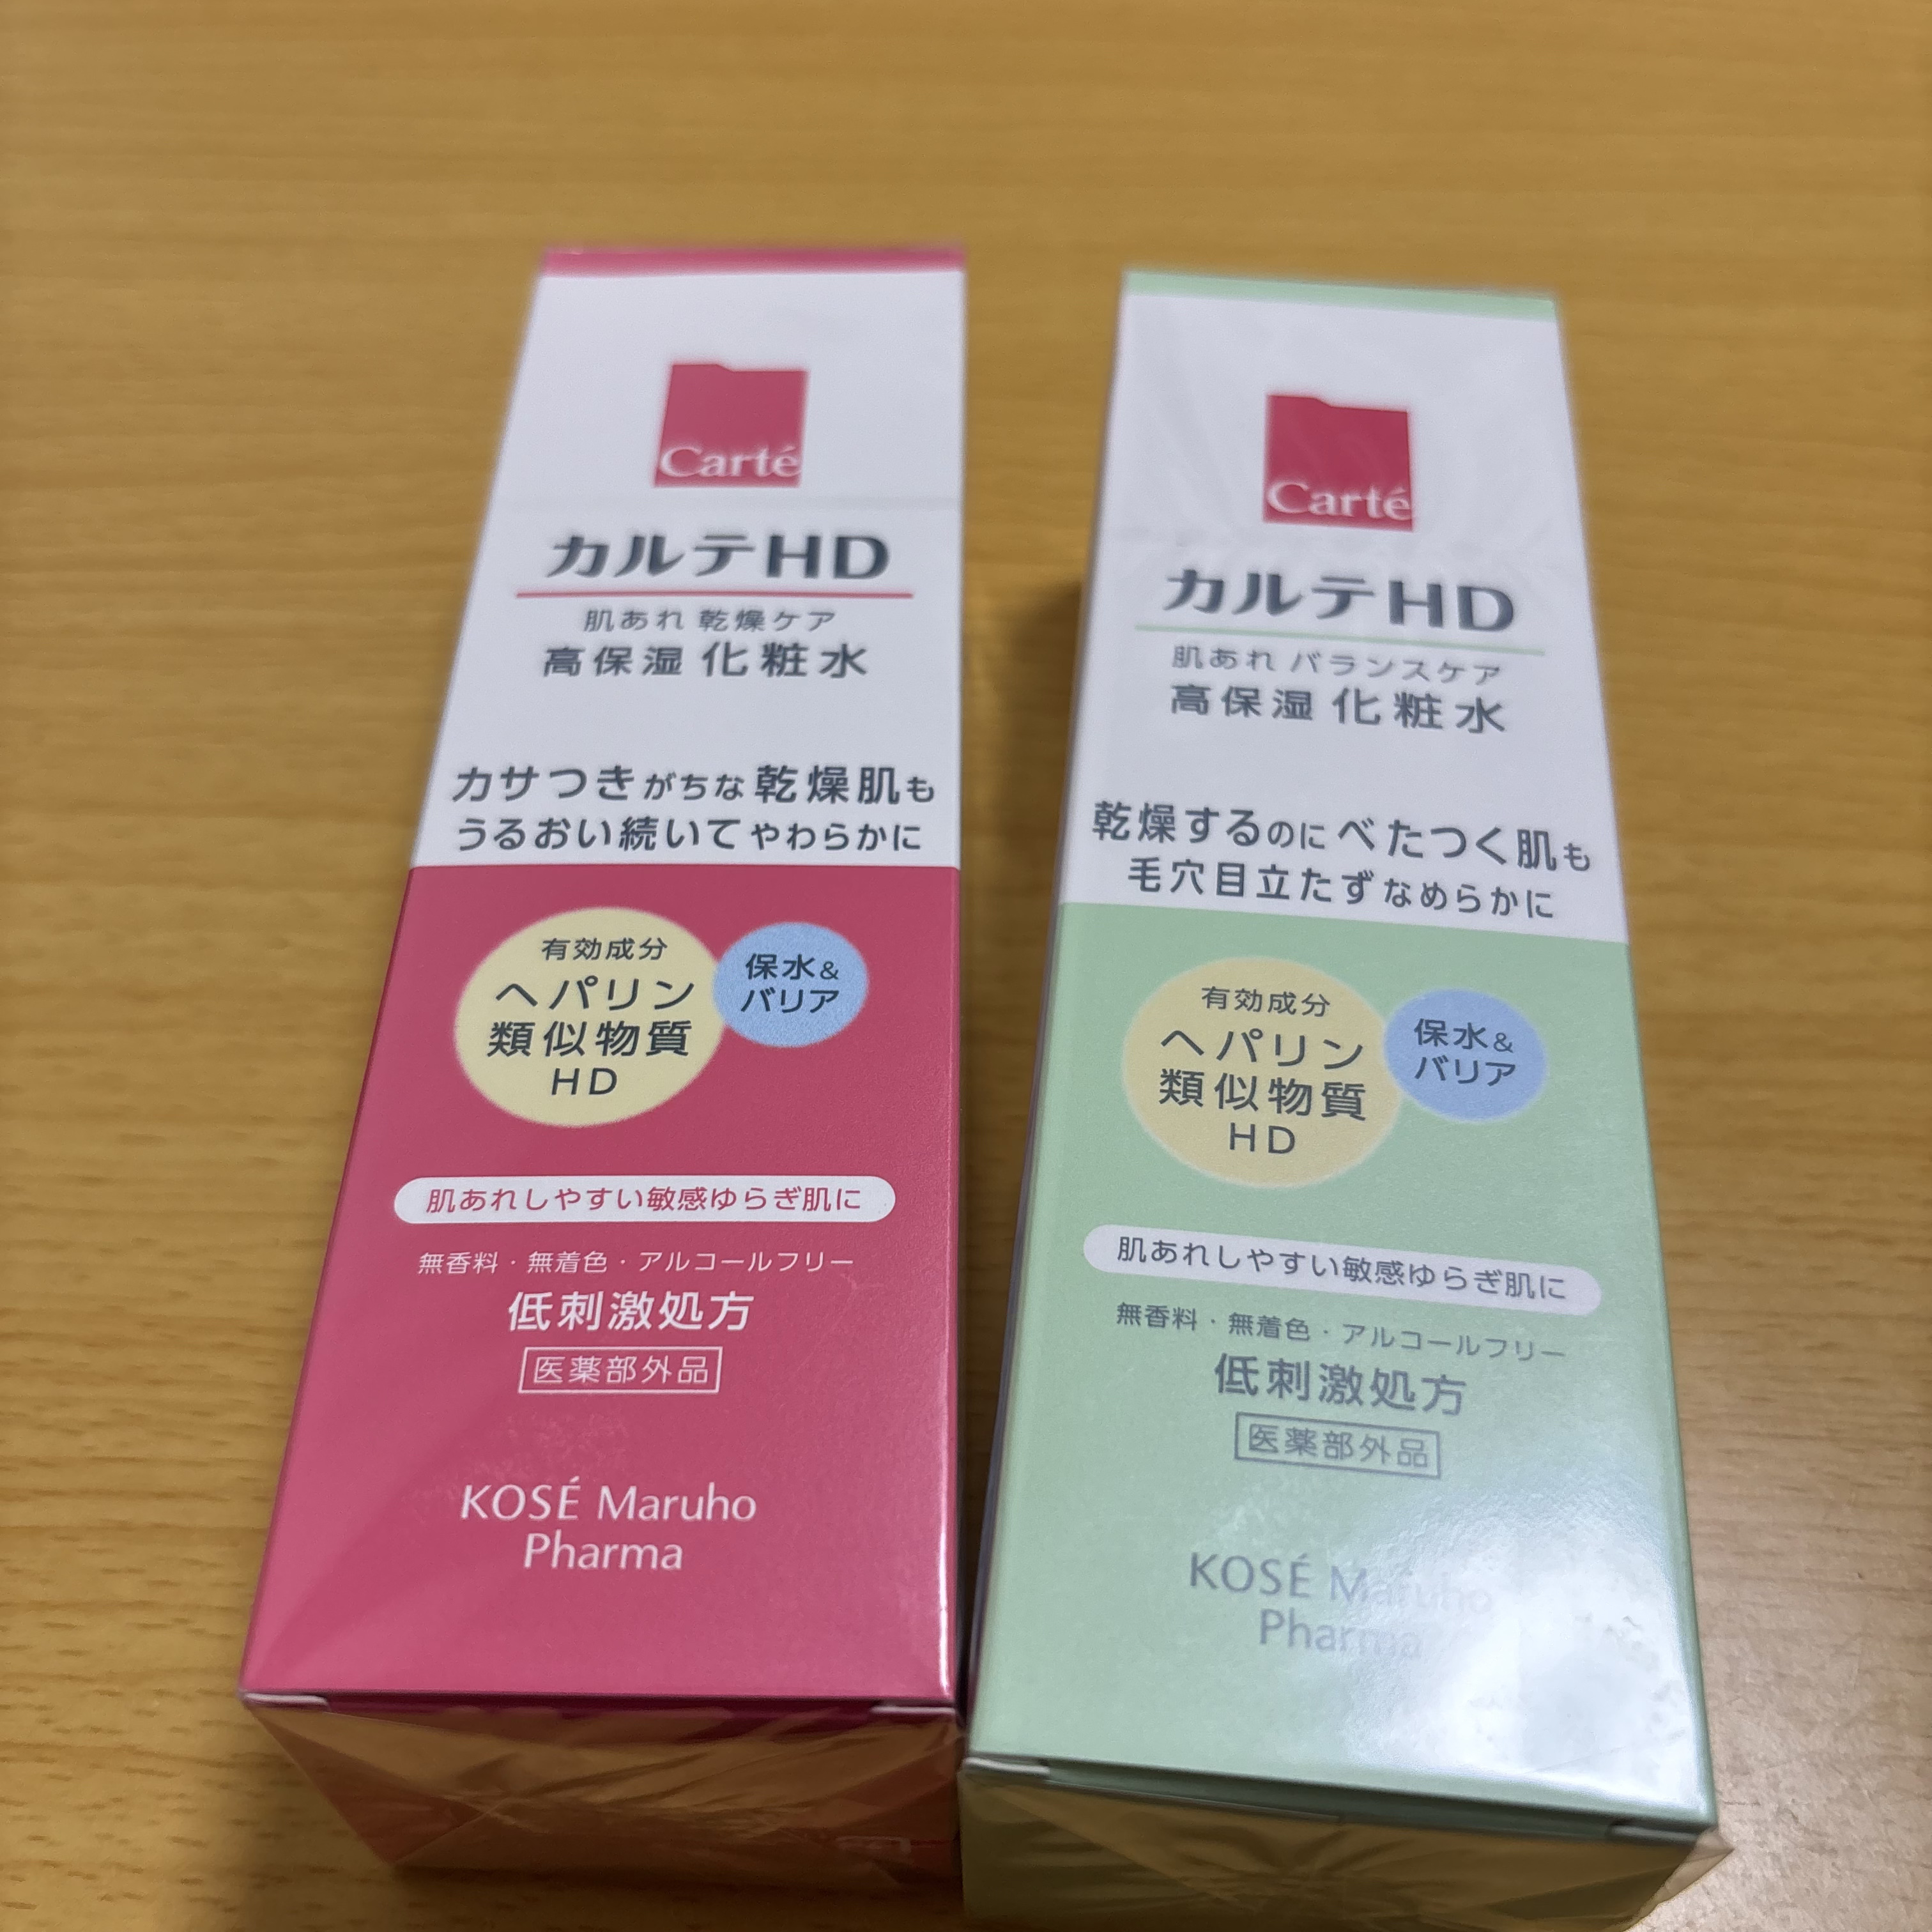 Carté
カルテHD
肌あれ 乾燥ケア
高保湿 化粧水
カサつきがちな乾燥肌も
うるおい続いてやわらかに
有効成分
ヘパリン
類似物質
HD
保水&
バリア
肌あれしやすい敏感ゆらぎ肌に
無香料・無着色・アルコールフリー
低刺激処方
医薬部外品
KOSÉ Maruho
Pharma
Carté
カルテHD
肌あれ バランスケア
高保湿 化粧水
乾燥するのにべたつく肌も
毛穴目立たずなめらかに
有効成分
ヘパリン
類似物質
HD
保水&
バリア
肌あれしやすい敏感ゆらぎ肌に
無香料・無着色・アルコールフリー
低刺激処方
医薬部外品
KOSÉ Maruho
Pharma